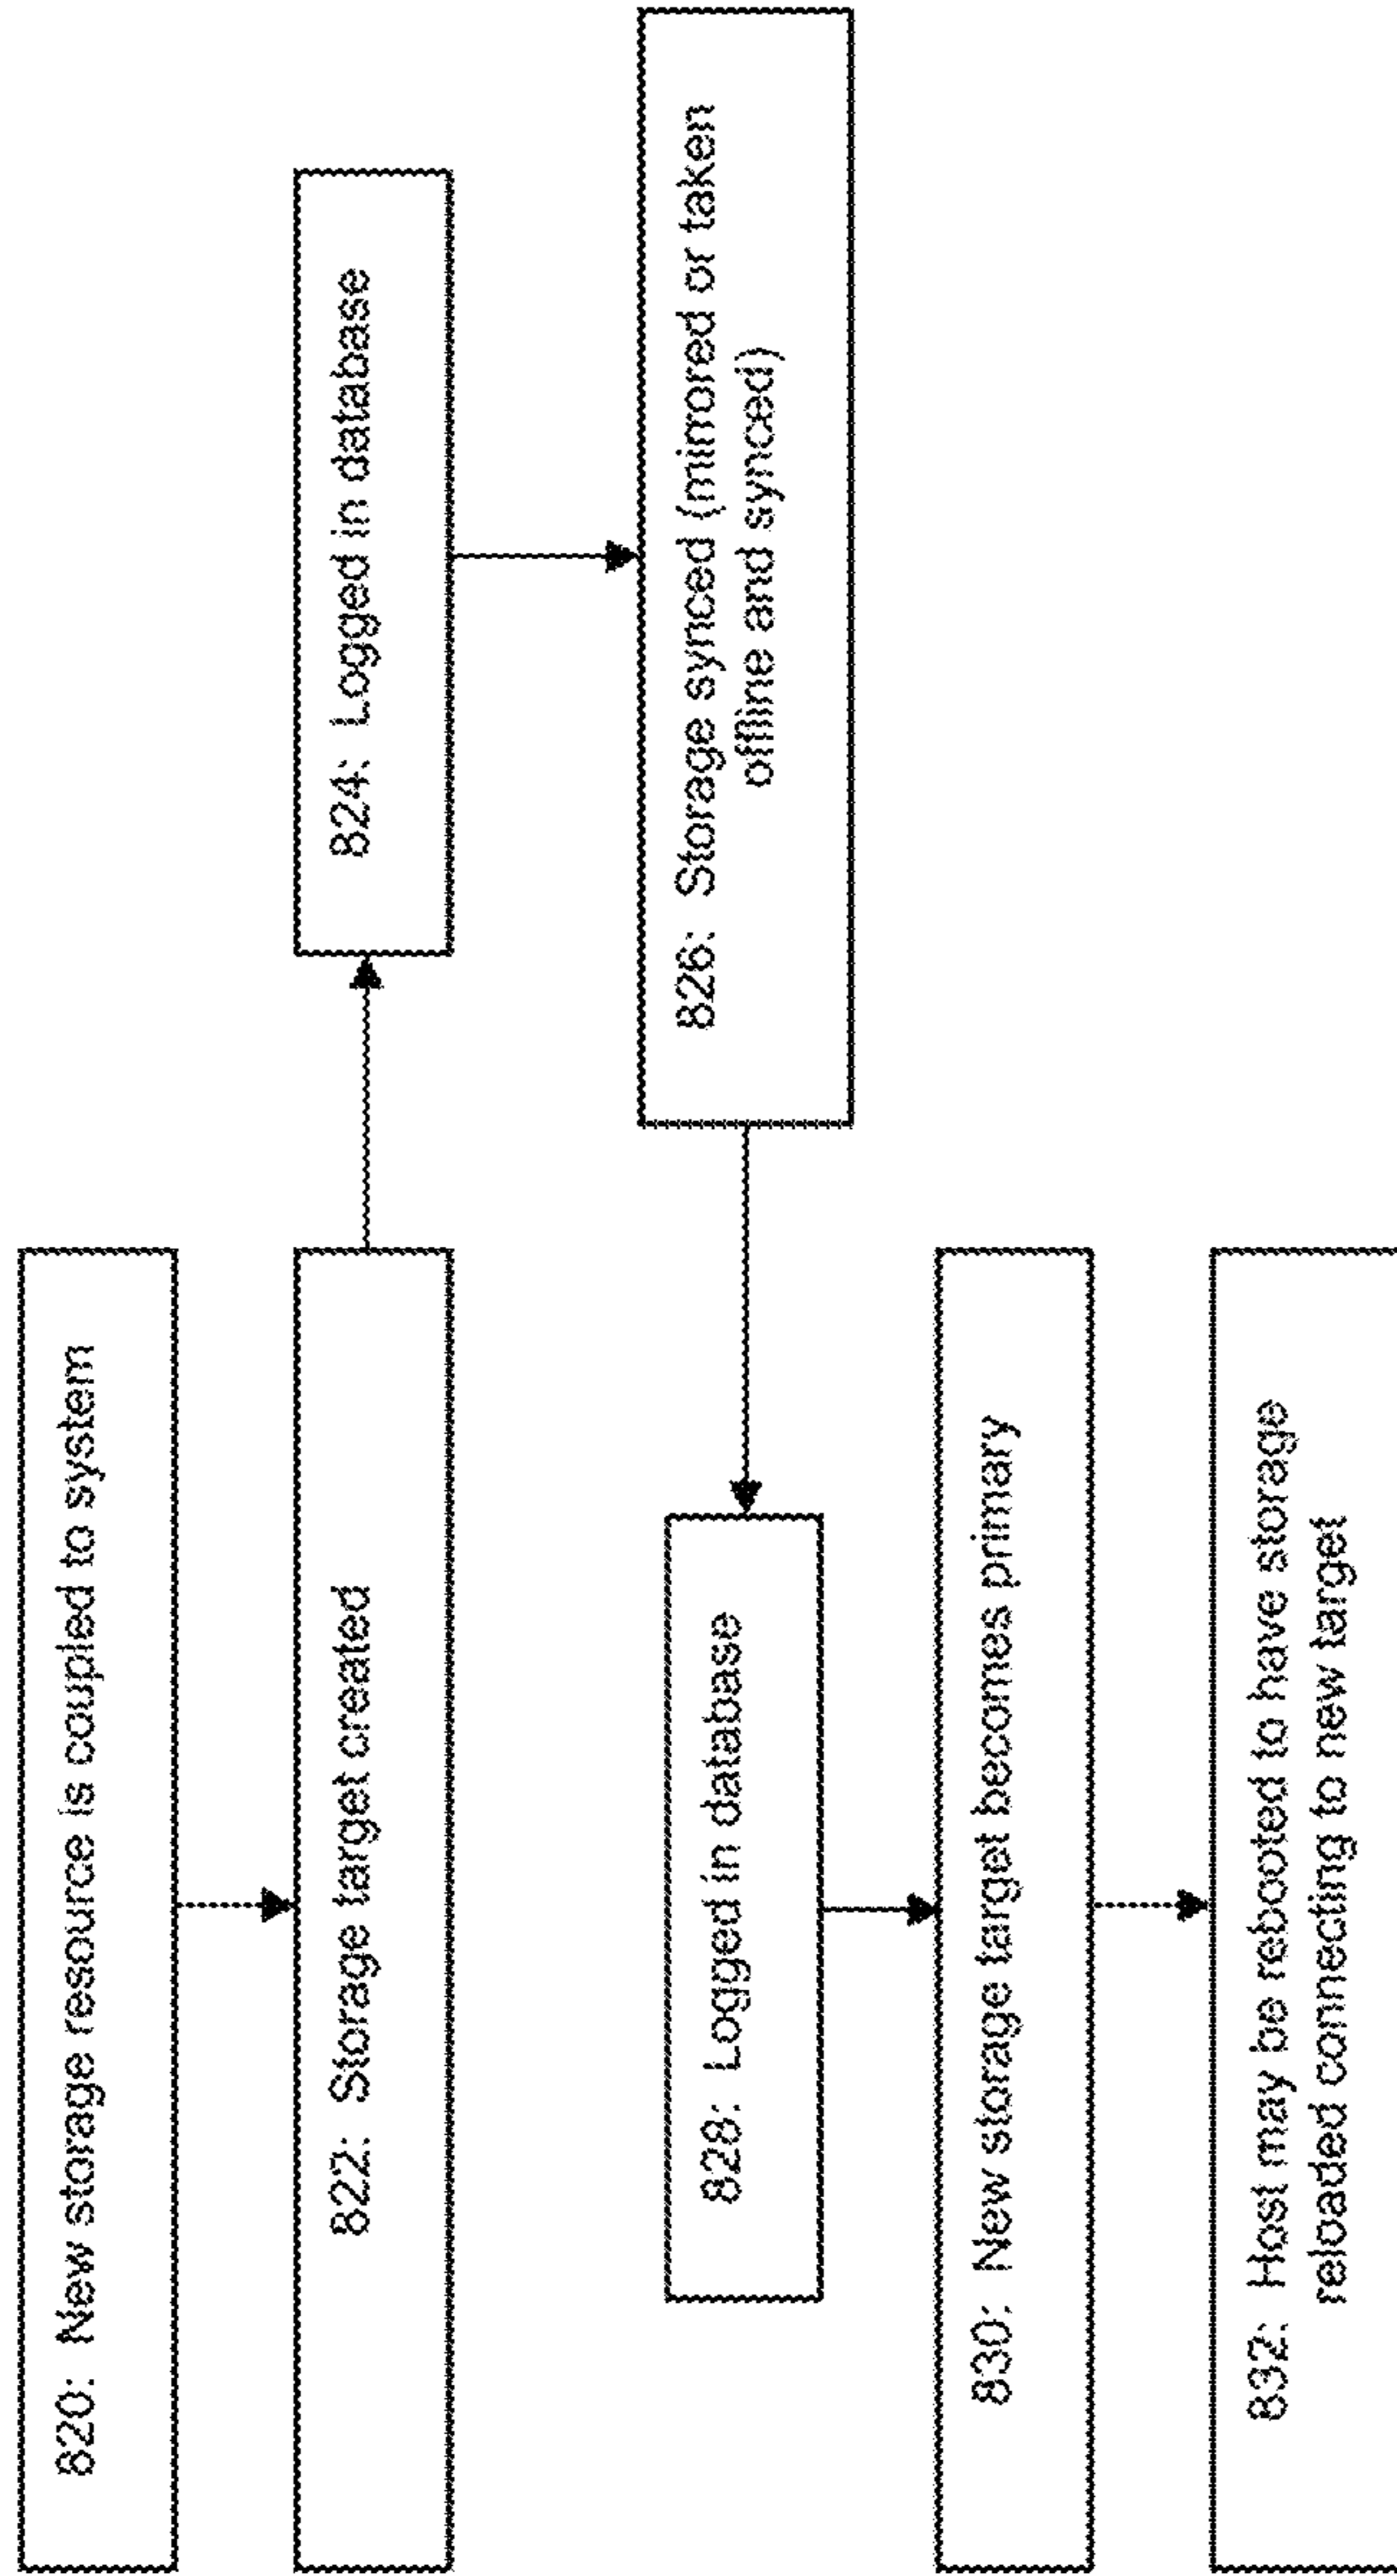 820: New storage resource is coupled to system
822: Storage target created
824: Logged in database
826: Storage synced (mirrored or taken
offline and synced)
828: Logged in database
830: New storage target becomes primary
832: Host may be rebooted to have storage
reloaded connecting to new target